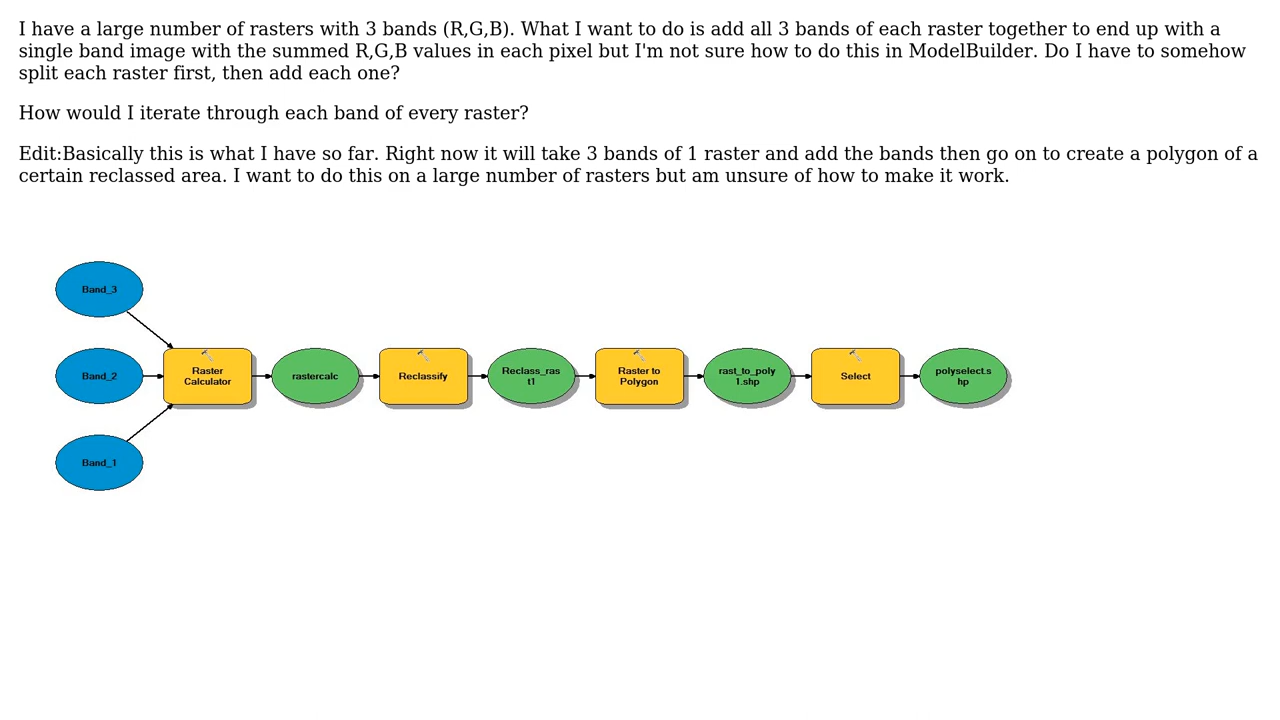 I have a large number of rasters with 3 bands (R,G,B). What I want to do is add all 3 bands of each raster together to end up with a
single band image with the summed R,G,B values in each pixel but I'm not sure how to do this in ModelBuilder. Do I have to somehow
split each raster first, then add each one?
How would I iterate through each band of every raster?
Edit:Basically this is what I have so far. Right now it will take 3 bands of 1 raster and add the bands then go on to create a polygon of a
certain reclassed area. I want to do this on a large number of rasters but am unsure of how to make it work.
Band_3
Band_2
Band_1
Raster
Calculator
rastercalc
Reclassify
Reclass_ras
t1
Raster to
Polygon
rast_to_poly
1.shp
Select
polyselect.s
hp